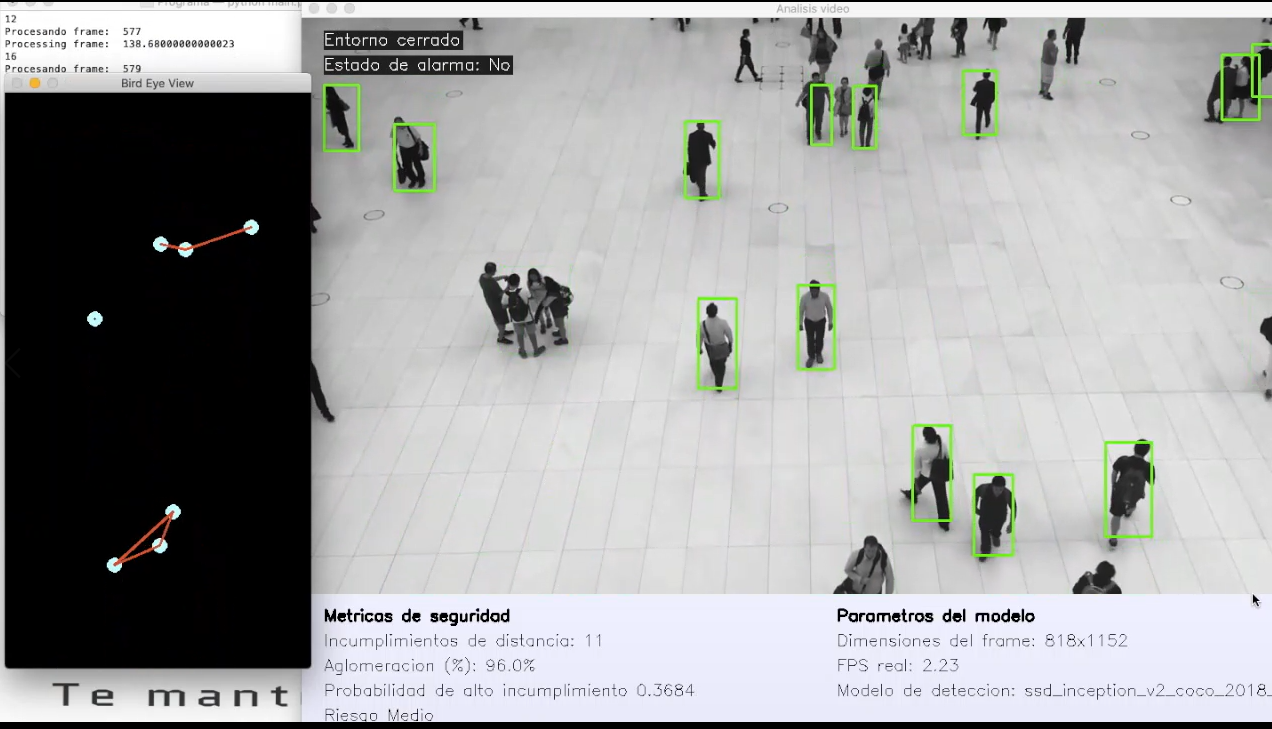 Programa — python main.p
12
Procesando frame:  577
Processing frame:  138.68000000000023
16
Procesando frame:  579
Bird Eye View
Te mant
Analisis video
Entorno cerrado
Estado de alarma: No
Metricas de seguridad
Incumplimientos de distancia: 11
Aglomeracion (%): 96.0%
Probabilidad de alto incumplimiento 0.3684
Riesgo Medio
Parametros del modelo
Dimensiones del frame: 818x1152
FPS real: 2.23
Modelo de deteccion: ssd_inception_v2_coco_2018_